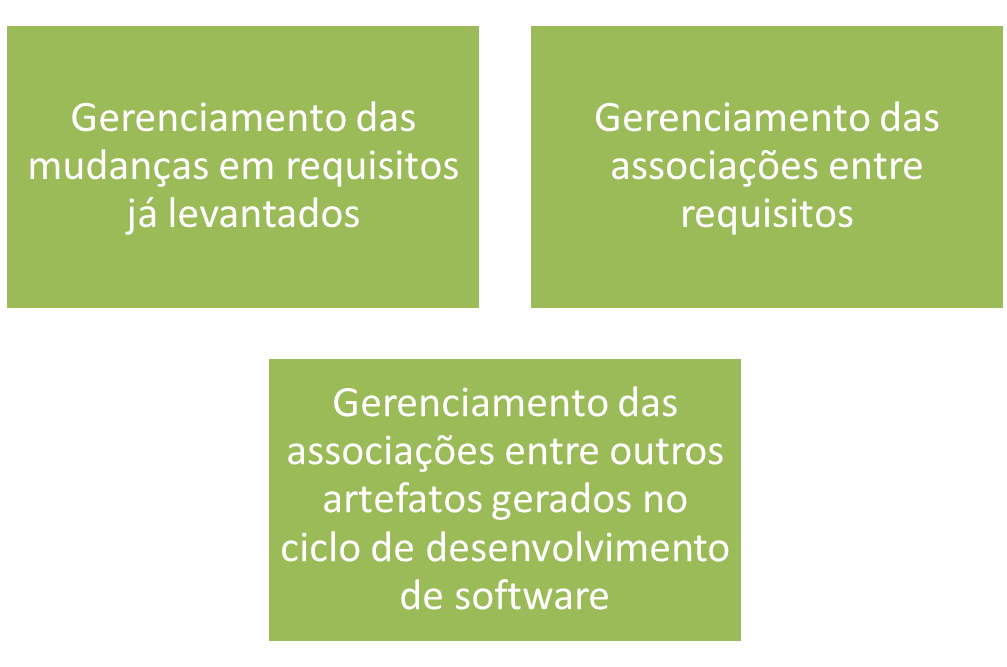 Gerenciamento das
mudanças em requisitos
já levantados
Gerenciamento das
associações entre
requisitos
Gerenciamento das
associações entre outros
artefatos gerados no
ciclo de desenvolvimento
de software